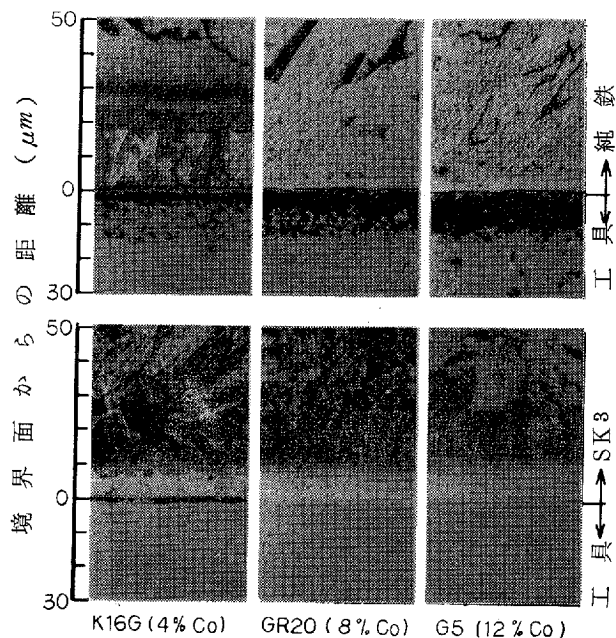 境界面からの距離 (μm)
50
0
30
純鉄
工具
50
0
30
SK3
工具
K16G (4% Co)
GR20 (8% Co)
G5 (12% Co)